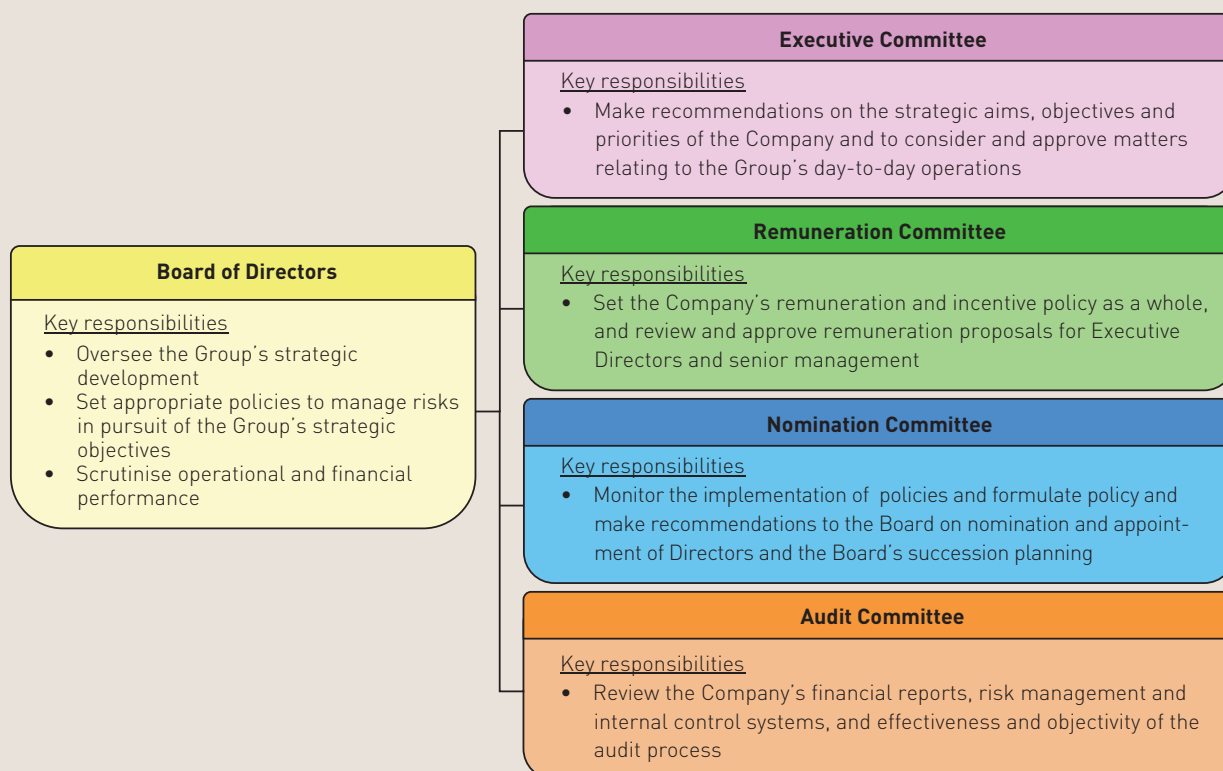 Executive Committee
Key responsibilities
• Make recommendations on the strategic aims, objectives and
priorities of the Company and to consider and approve matters
relating to the Group’s day-to-day operations
Remuneration Committee
Key responsibilities
• Set the Company’s remuneration and incentive policy as a whole,
and review and approve remuneration proposals for Executive
Directors and senior management
Board of Directors
Key responsibilities
• Oversee the Group’s strategic
development
• Set appropriate policies to manage risks
in pursuit of the Group’s strategic
objectives
• Scrutinise operational and financial
performance
Nomination Committee
Key responsibilities
• Monitor the implementation of policies and formulate policy and
make recommendations to the Board on nomination and appoint-
ment of Directors and the Board’s succession planning
Audit Committee
Key responsibilities
• Review the Company’s financial reports, risk management and
internal control systems, and effectiveness and objectivity of the
audit process